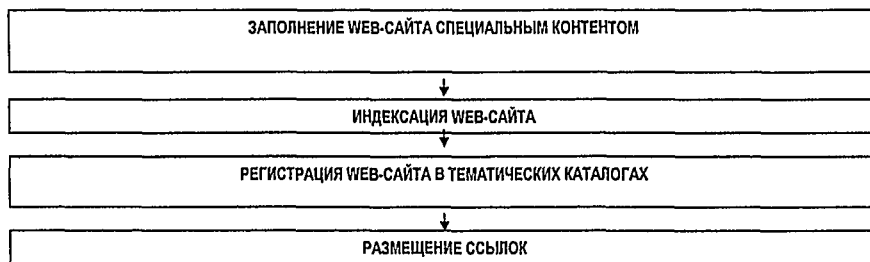 ЗАПОЛНЕНИЕ WEB-САЙТА СПЕЦИАЛЬНЫМ КОНТЕНТОМ
ИНДЕКСАЦИЯ WEB-САЙТА
РЕГИСТРАЦИЯ WEB-САЙТА В ТЕМАТИЧЕСКИХ КАТАЛОГАХ
РАЗМЕЩЕНИЕ ССЫЛОК